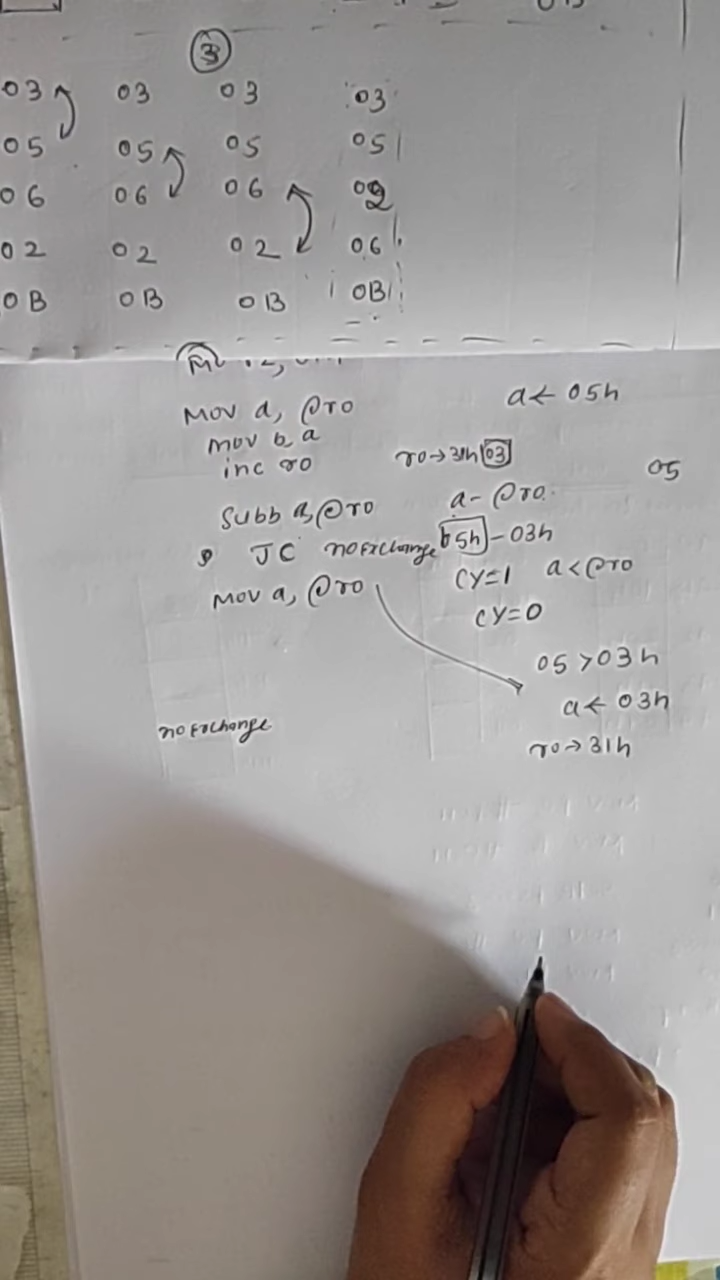 3
03 03 03 03
05 05 05 05
06 06 06 02
02 02 02 06
0B 0B 0B 0B
Mov a, @r0 a ← 05h
mov b, a
inc r0 r0 → 31h 03 05
Subb a, @r0 a - @r0
JC noExchange 05h - 03h
CY=1 a < @r0
Mov a, @r0
CY=0
05 > 03h
a ← 03h
noExchange
r0 → 31h